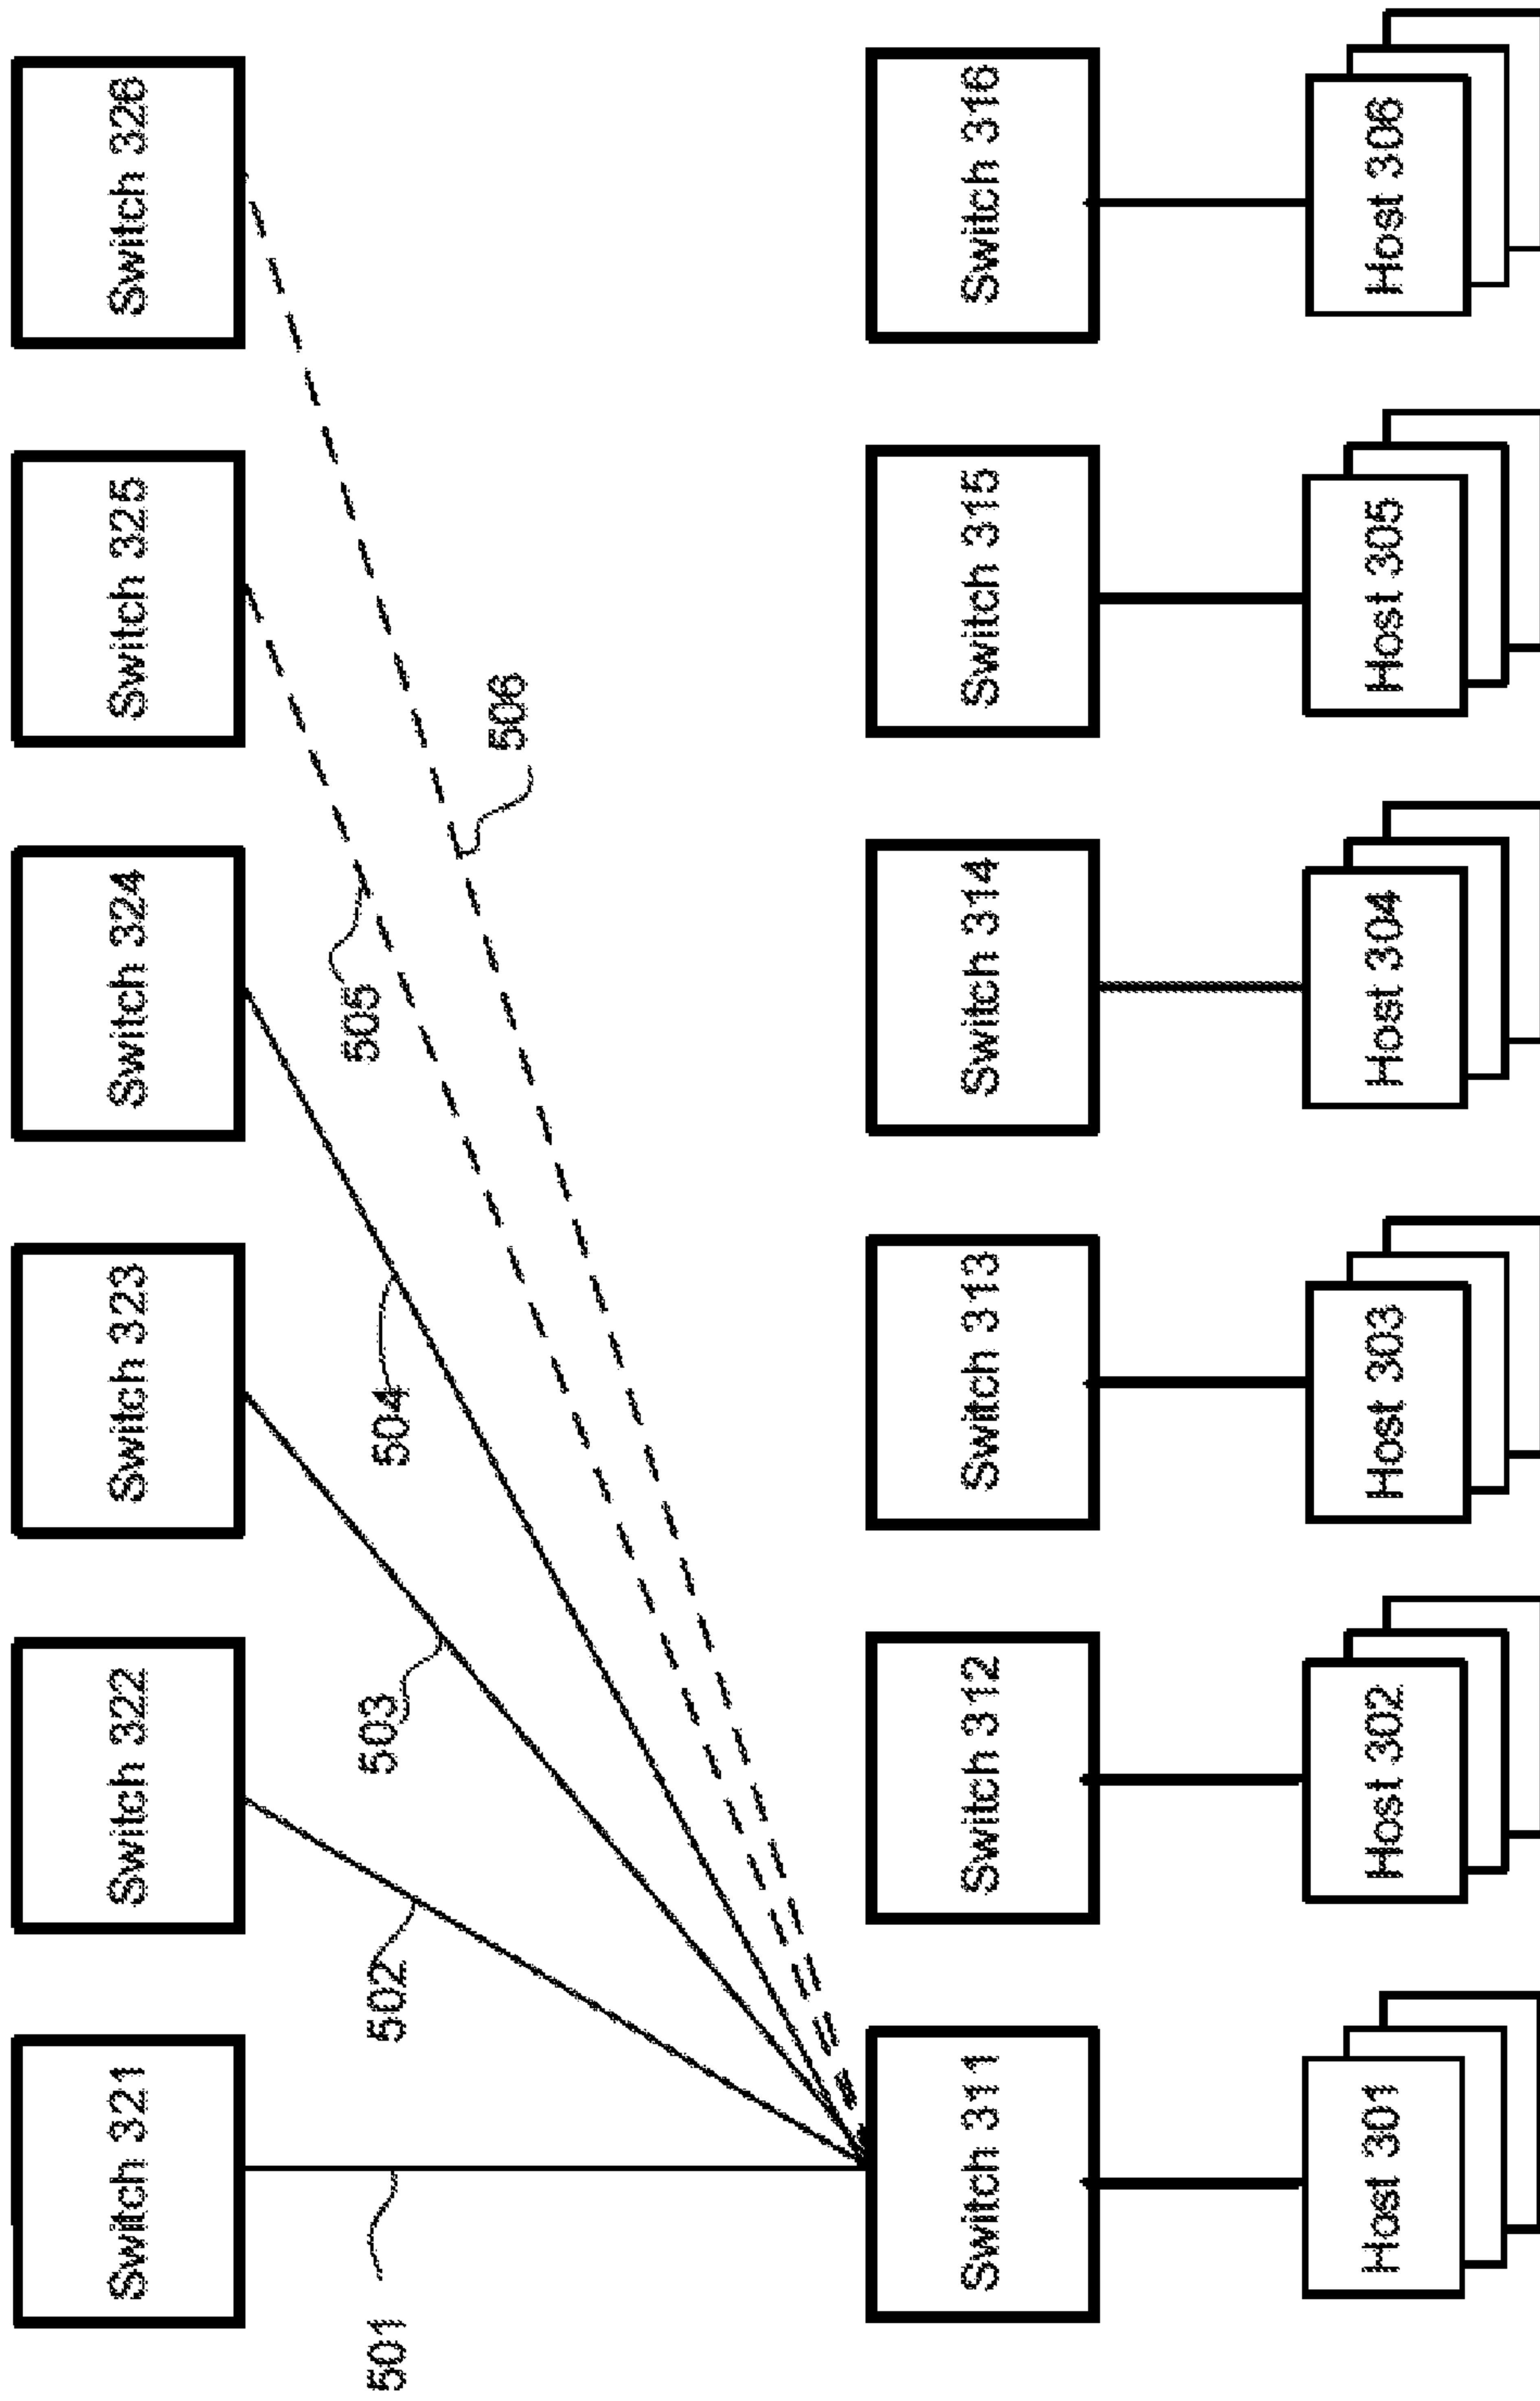 Switch 321
Switch 322
Switch 323
Switch 324
Switch 325
Switch 326
501
502
503
504
505
506
Switch 311
Switch 312
Switch 313
Switch 314
Switch 315
Switch 316
Host 301
Host 302
Host 303
Host 304
Host 305
Host 306